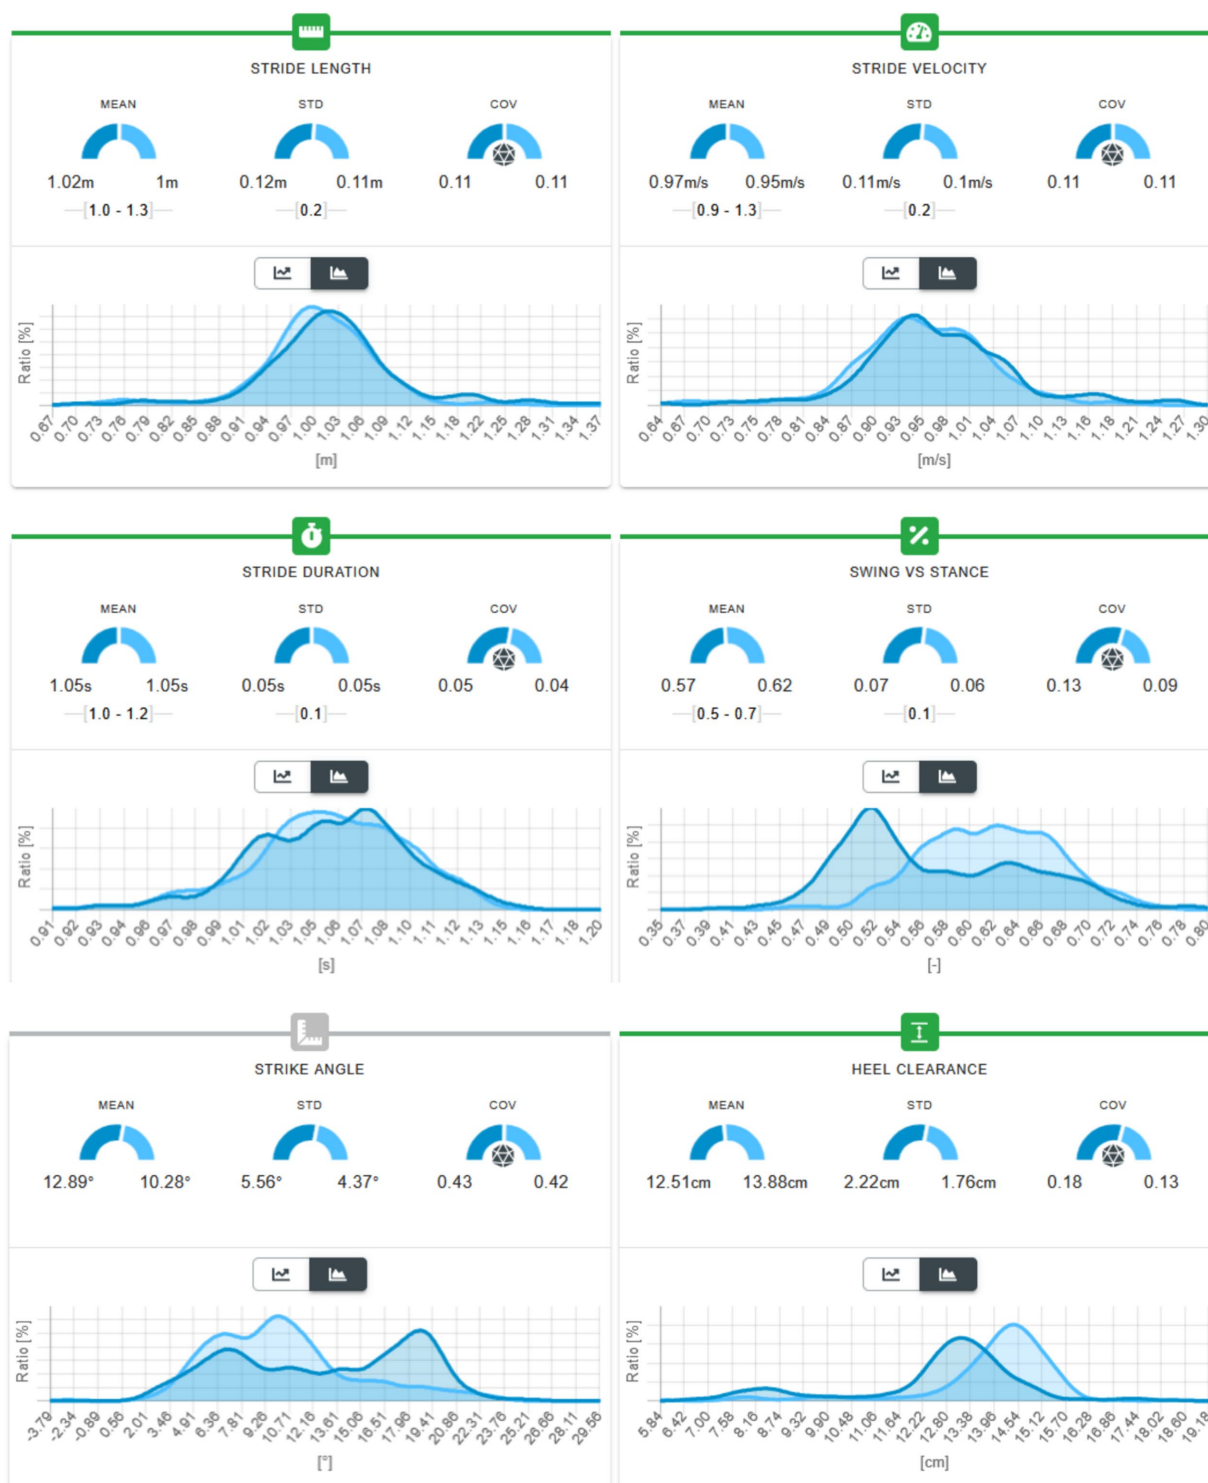 STRIDE LENGTH
MEAN STD COV
1.02m 1m 0.12m 0.11m 0.11 0.11
[1.0 - 1.3] [0.2]
Ratio [%]
0.67 0.70 0.73 0.76 0.79 0.82 0.85 0.88 0.91 0.94 0.97 1.00 1.03 1.06 1.09 1.12 1.15 1.18 1.22 1.25 1.28 1.31 1.34 1.37
[m]
STRIDE VELOCITY
MEAN STD COV
0.97m/s 0.95m/s 0.11m/s 0.1m/s 0.11 0.11
[0.9 - 1.3] [0.2]
Ratio [%]
0.64 0.67 0.70 0.73 0.75 0.78 0.81 0.84 0.87 0.90 0.93 0.95 0.98 1.01 1.04 1.07 1.10 1.13 1.16 1.18 1.21 1.24 1.27 1.30
[m/s]
STRIDE DURATION
MEAN STD COV
1.05s 1.05s 0.05s 0.05s 0.05 0.04
[1.0 - 1.2] [0.1]
Ratio [%]
0.91 0.92 0.93 0.94 0.96 0.97 0.98 0.99 1.01 1.02 1.03 1.05 1.06 1.07 1.08 1.10 1.11 1.12 1.13 1.15 1.16 1.17 1.18 1.20
[s]
SWING VS STANCE
MEAN STD COV
0.57 0.62 0.07 0.06 0.13 0.09
[0.5 - 0.7] [0.1]
Ratio [%]
0.35 0.37 0.39 0.41 0.43 0.45 0.47 0.49 0.50 0.52 0.54 0.56 0.58 0.60 0.62 0.64 0.66 0.68 0.70 0.72 0.74 0.76 0.78 0.80
[-]
STRIKE ANGLE
MEAN STD COV
12.89° 10.28° 5.56° 4.37° 0.43 0.42
Ratio [%]
-3.79 -2.34 -0.89 0.56 2.01 3.46 4.91 6.36 7.81 9.26 10.71 12.16 13.61 15.06 16.51 17.96 19.41 20.86 22.31 23.76 25.21 26.66 28.11 29.56
[°]
HEEL CLEARANCE
MEAN STD COV
12.51cm 13.88cm 2.22cm 1.76cm 0.18 0.13
Ratio [%]
5.84 6.42 7.00 7.58 8.16 8.74 9.32 9.90 10.48 11.06 11.64 12.22 12.80 13.38 13.96 14.54 15.12 15.70 16.28 16.86 17.44 18.02 18.60 19.18
[cm]